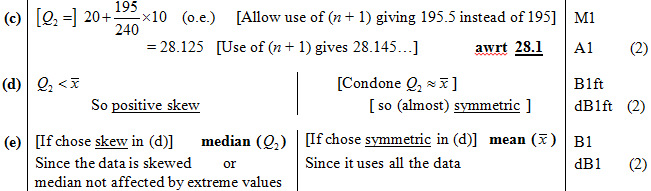 (c) [Q₂ =] 20 + 195/240 × 10 (o.e.) [Allow use of (n + 1) giving 195.5 instead of 195] M1
= 28.125 [Use of (n + 1) gives 28.145…] awrt 28.1 A1 (2)
(d) Q₂ < x̄ [Condone Q₂ ≈ x̄] B1ft
So positive skew [ so (almost) symmetric ] dB1ft (2)
(e) [If chose skew in (d)] median (Q₂) [If chose symmetric in (d)] mean (x̄) B1
Since the data is skewed or Since it uses all the data dB1 (2)
median not affected by extreme values